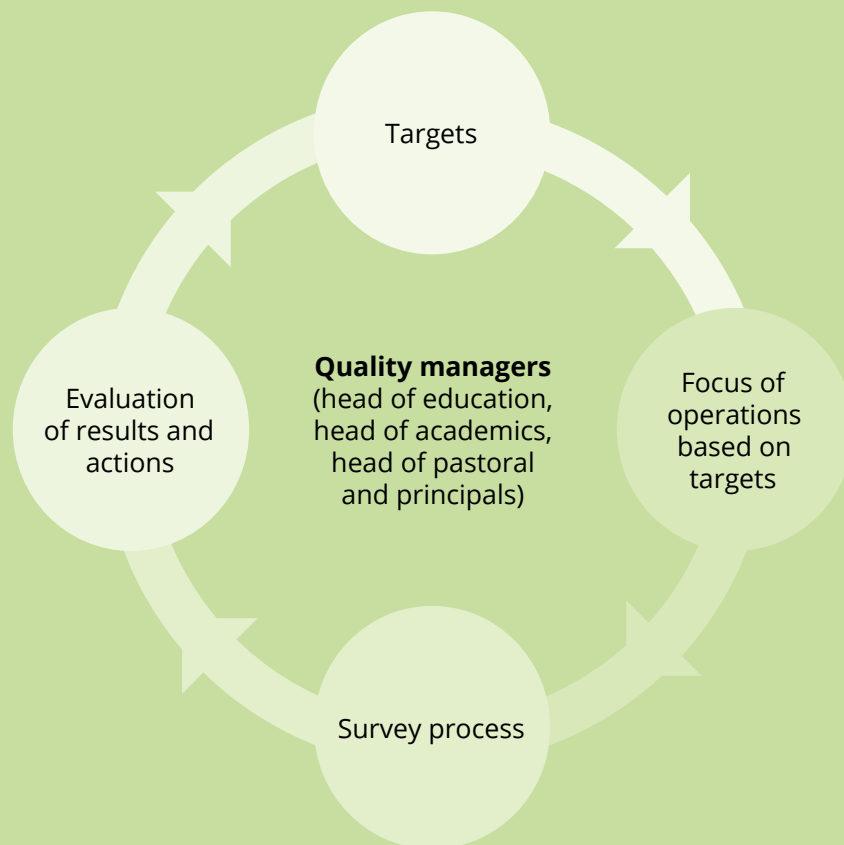 Targets
Focus of
operations
based on
targets
Quality managers
(head of education,
head of academics,
head of pastoral
and principals)
Evaluation
of results and
actions
Survey process